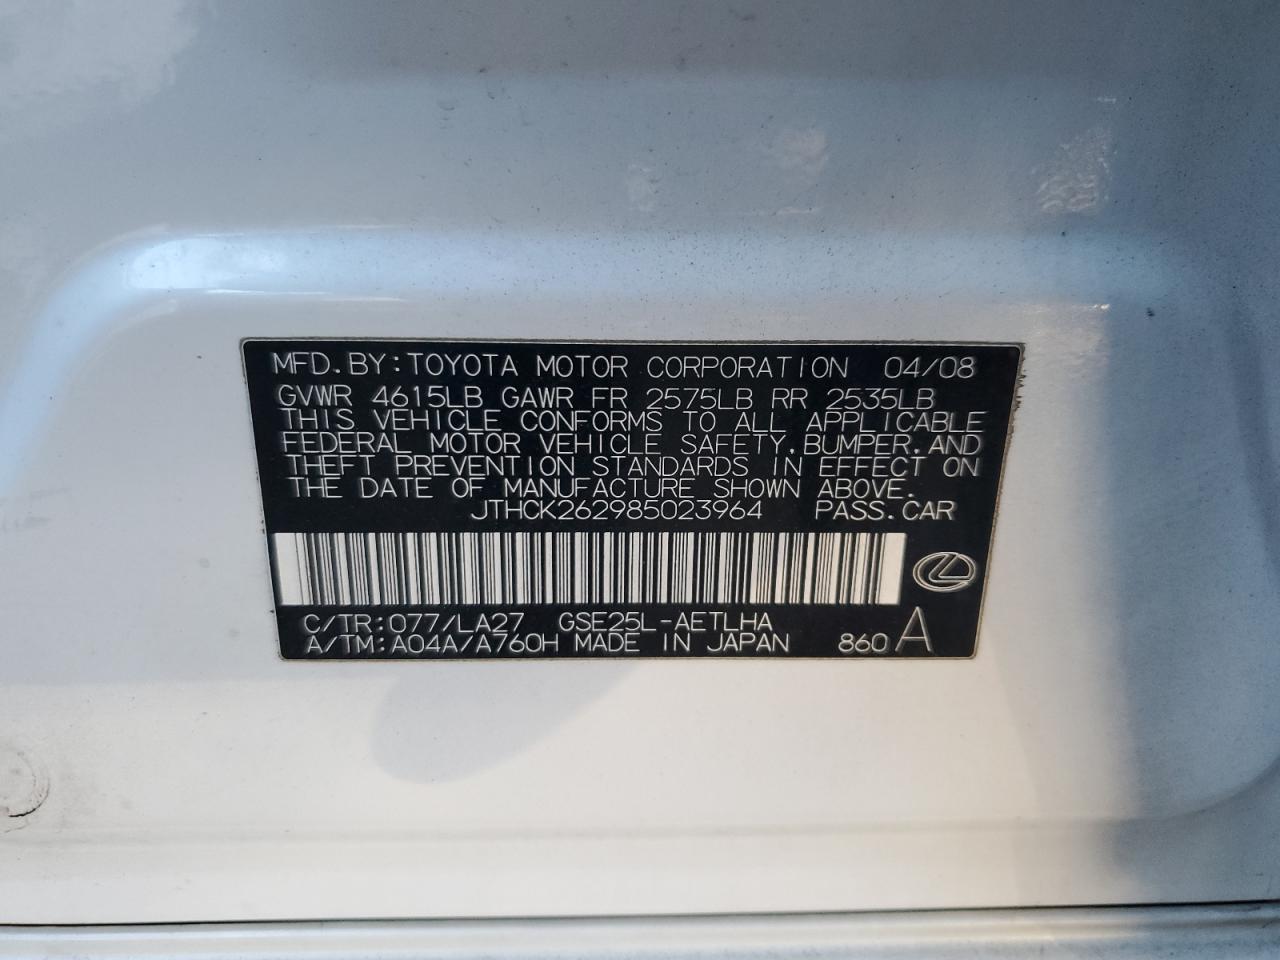 MFD.BY:TOYOTA MOTOR CORPORATION 04/08
GVWR 4615LB GAWR FR 2575LB RR 2535LB
THIS VEHICLE CONFORMS TO ALL APPLICABLE
FEDERAL MOTOR VEHICLE SAFETY,BUMPER,AND
THEFT PREVENTION STANDARDS IN EFFECT ON
THE DATE OF MANUFACTURE SHOWN ABOVE.
JTHCK262985023964 PASS.CAR
C/TR:077/LA27 GSE25L-AETLHA
A/TM:A04A/A760H MADE IN JAPAN 860 A